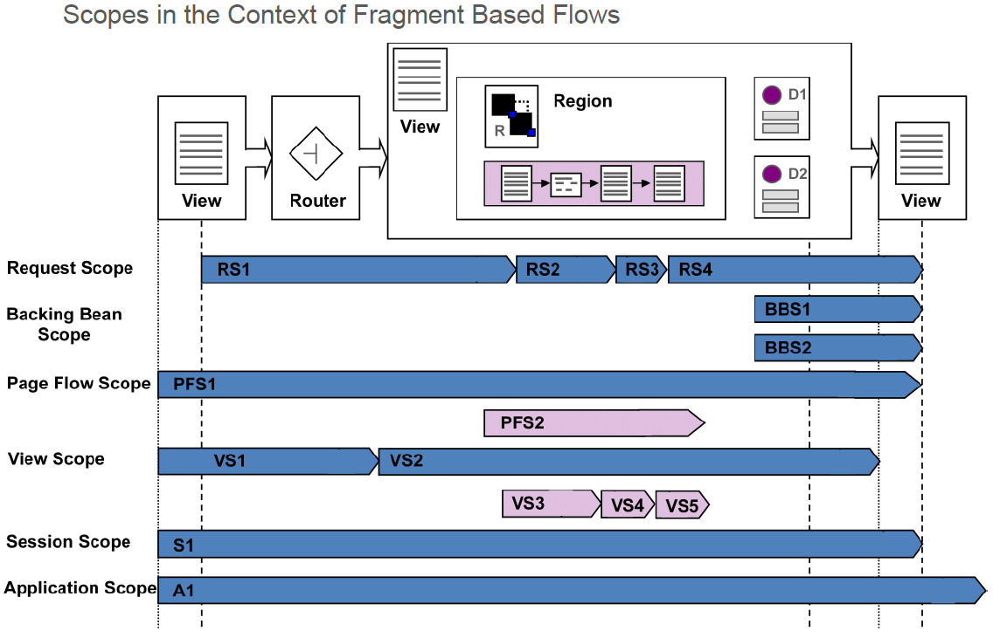 Scopes in the Context of Fragment Based Flows
View
Router
View
R
Region
D1
D2
View
Request Scope
RS1
RS2
RS3
RS4
Backing Bean
Scope
BBS1
BBS2
Page Flow Scope
PFS1
PFS2
View Scope
VS1
VS2
VS3
VS4
VS5
Session Scope
S1
Application Scope
A1